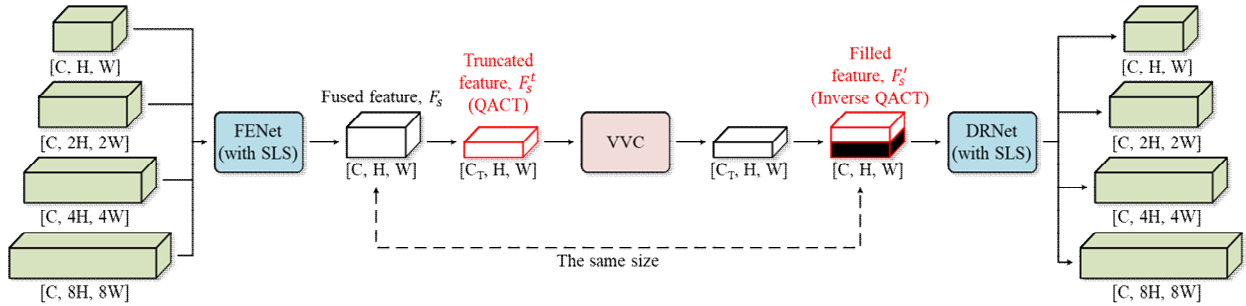 [C, H, W]
[C, 2H, 2W]
[C, 4H, 4W]
[C, 8H, 8W]
FENet
(with SLS)
Fused feature, F_s
[C, H, W]
Truncated
feature, F_s^t
(QACT)
[C_T, H, W]
VVC
[C_T, H, W]
Filled
feature, F_s'
(Inverse QACT)
[C, H, W]
The same size
DRNet
(with SLS)
[C, H, W]
[C, 2H, 2W]
[C, 4H, 4W]
[C, 8H, 8W]